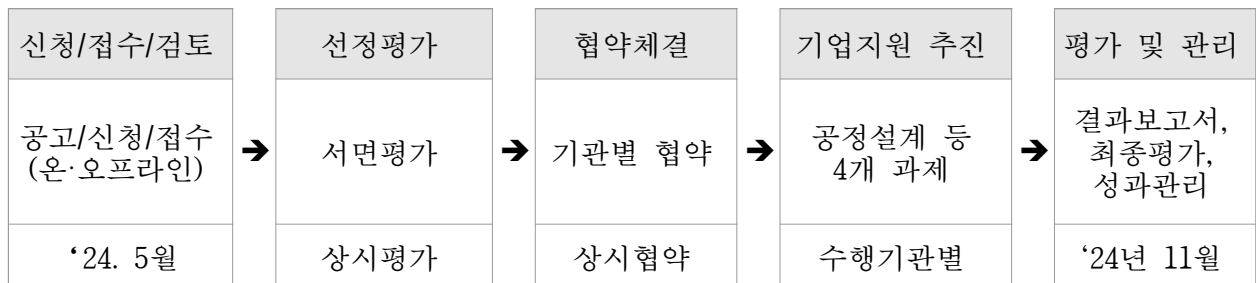 신청/접수/검토
선정평가
협약체결
기업지원 추진
평가 및 관리
공고/신청/접수
(온·오프라인)
➔
서면평가
➔
기관별 협약
➔
공정설계 등
4개 과제
➔
결과보고서,
최종평가,
성과관리
‘24. 5월
상시평가
상시협약
수행기관별
‘24년 11월